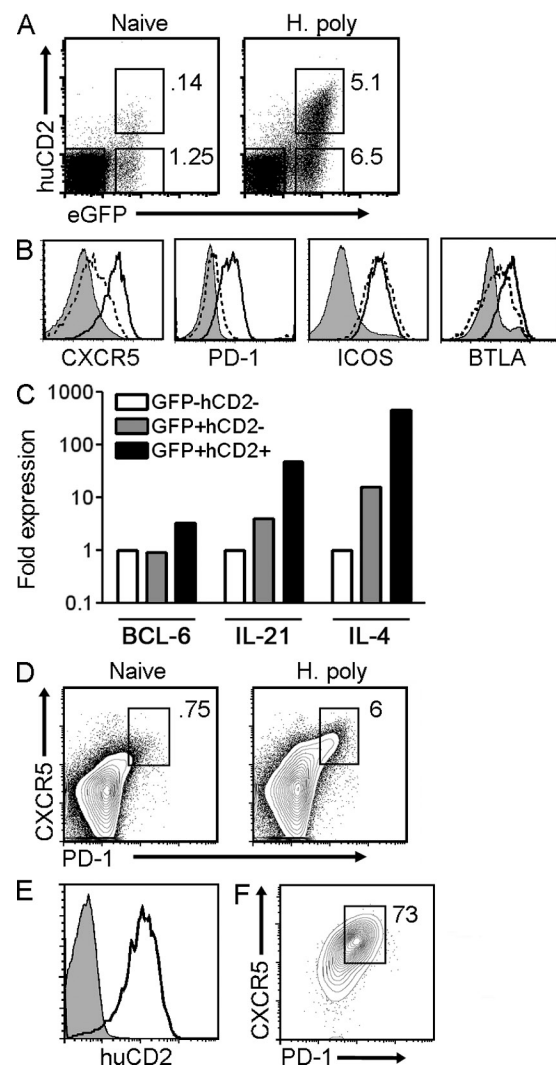 A
Naive
H. poly
huCD2
.14
1.25
5.1
6.5
eGFP
B
CXCR5
PD-1
ICOS
BTLA
C
Fold expression
1000
100
10
1
0.1
GFP-hCD2-
GFP+hCD2-
GFP+hCD2+
BCL-6
IL-21
IL-4
D
Naive
H. poly
CXCR5
.75
6
PD-1
E
huCD2
F
CXCR5
73
PD-1